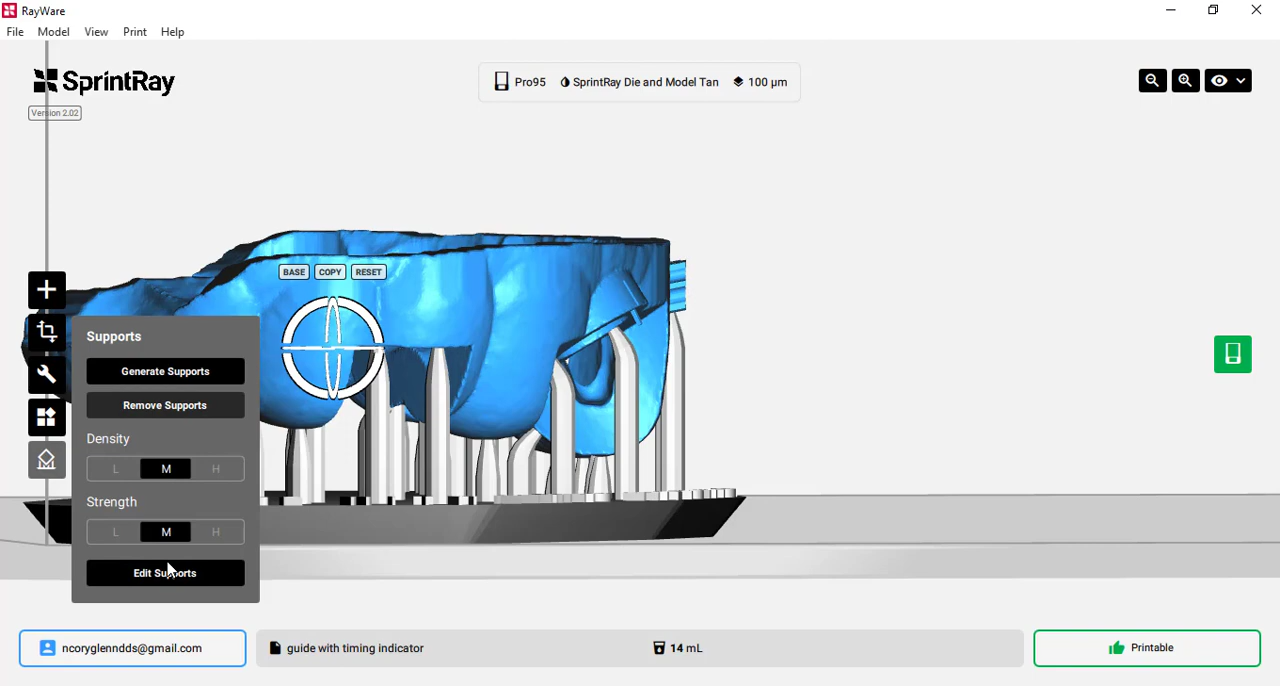 RayWare
File Model View Print Help
SprintRay
Version 2.02
Pro95 SprintRay Die and Model Tan 100 µm
BASE COPY RESET
Supports
Generate Supports
Remove Supports
Density
L M H
Strength
L M H
Edit Supports
ncoryglenndds@gmail.com
guide with timing indicator
14 mL
Printable